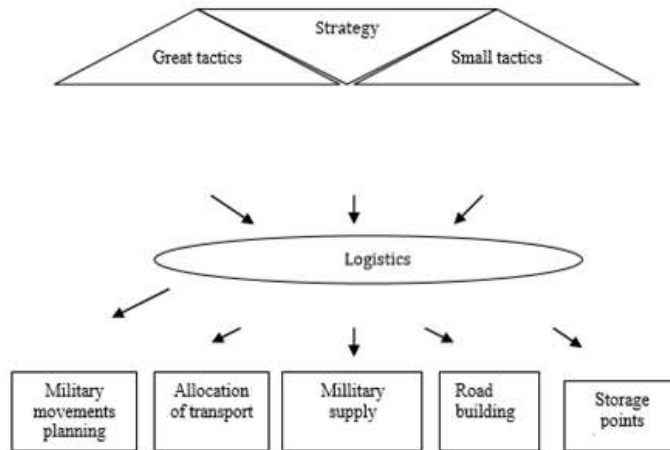 Strategy
Great tactics
Small tactics
Logistics
Military
movements
planning
Allocation
of transport
Millitary
supply
Road
building
Storage
points